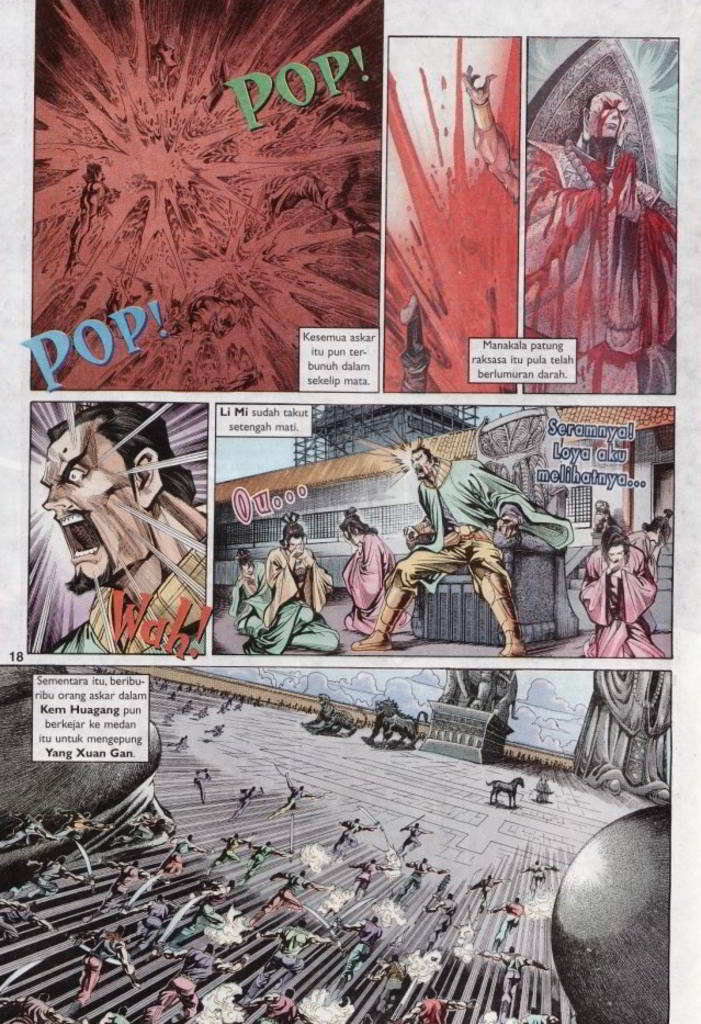 POP!
POP!
Kesemua askar
itu pun ter-
bunuh dalam
sekelip mata.
Manakala patung
raksasa itu pula telah
berlumuran darah.
Wah!
Li Mi sudah takut
setengah mati.
Ou...
Seramnya!
Loya aku
melihatnya...
18
Sementara itu, beribu-
ribu orang askar dalam
Kem Huagang pun
berkejar ke medan
itu untuk mengepung
Yang Xuan Gan.